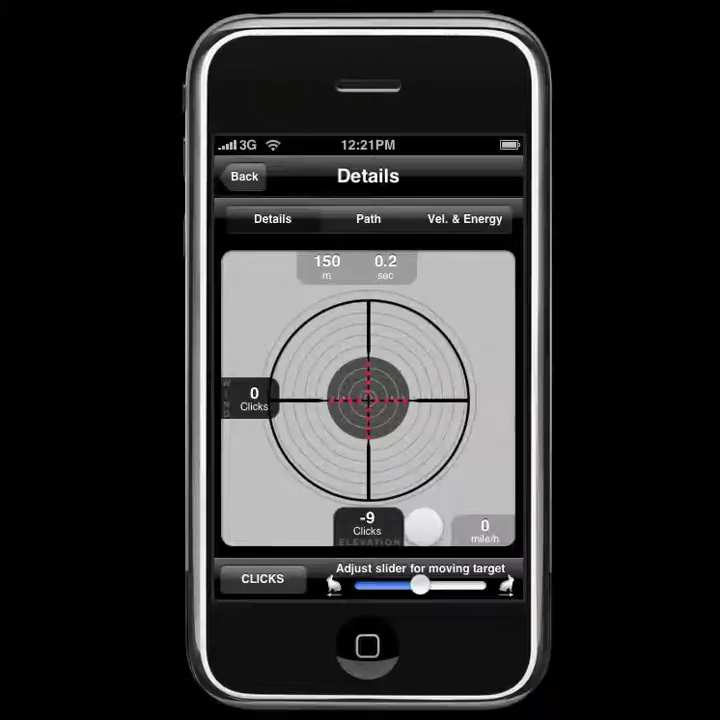 3G 12:21PM
Back Details
Details Path Vel. & Energy
150 0.2
m. sec
WIND
0
Clicks
-9
Clicks
ELEVATION
0
mile/h
Adjust slider for moving target
CLICKS